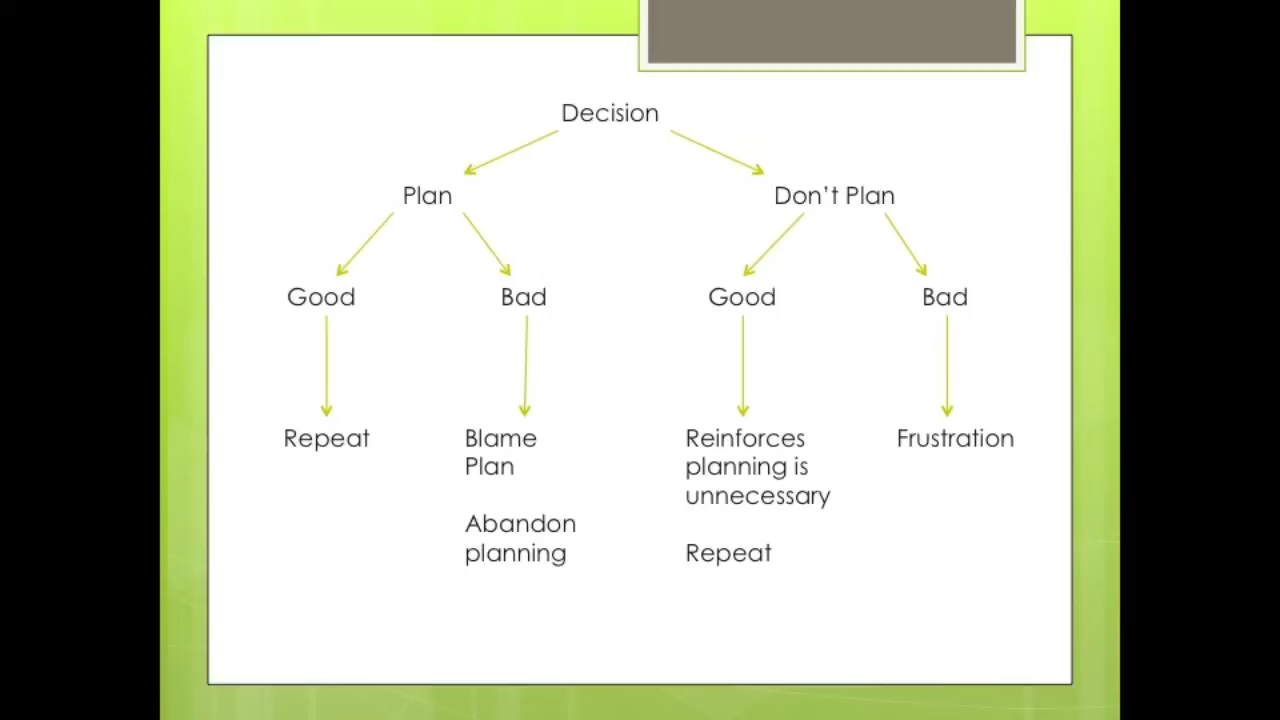 Decision
Plan
Don’t Plan
Good
Bad
Good
Bad
Repeat
Blame
Plan
Abandon
planning
Reinforces
planning is
unnecessary
Repeat
Frustration